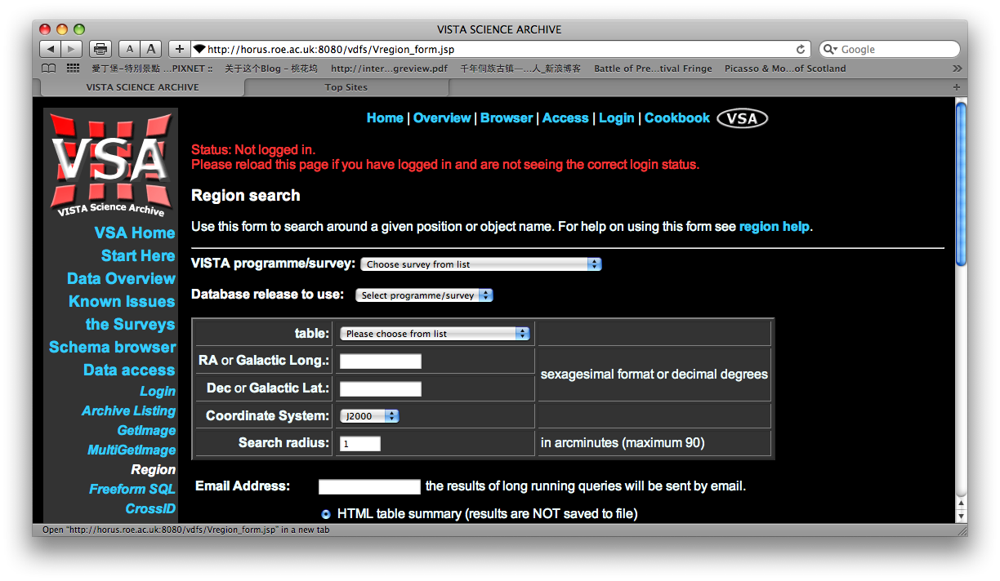 VISTA SCIENCE ARCHIVE
A A + http://horus.roe.ac.uk:8080/vdfs/Vregion_form.jsp Google
愛丁堡-特別景點 ...PIXNET :: 关于这个Blog - 桃花坞 http://inter...greview.pdf 千年侗族古镇—...人_新浪博客 Battle of Pre...tival Fringe Picasso & Mo...of Scotland >>
VISTA SCIENCE ARCHIVE Top Sites +
VSA
VISTA Science Archive
VSA Home
Start Here
Data Overview
Known Issues
the Surveys
Schema browser
Data access
Login
Archive Listing
GetImage
MultiGetImage
Region
Freeform SQL
CrossID
Home | Overview | Browser | Access | Login | Cookbook VSA
Status: Not logged in.
Please reload this page if you have logged in and are not seeing the correct login status.
Region search
Use this form to search around a given position or object name. For help on using this form see region help.
VISTA programme/survey: Choose survey from list
Database release to use: Select programme/survey
table: Please choose from list
RA or Galactic Long.:
sexagesimal format or decimal degrees
Dec or Galactic Lat.:
Coordinate System: J2000
Search radius: 1 in arcminutes (maximum 90)
Email Address: the results of long running queries will be sent by email.
HTML table summary (results are NOT saved to file)
Open "http://horus.roe.ac.uk:8080/vdfs/Vregion_form.jsp" in a new tab